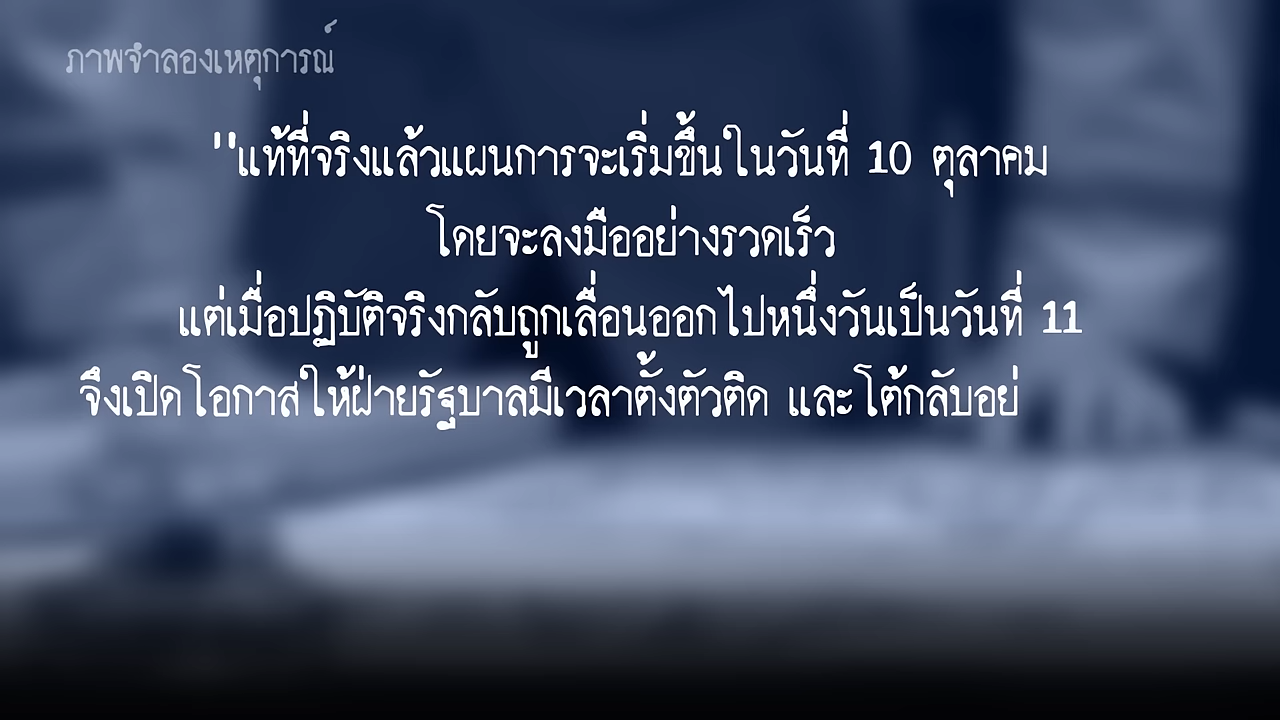 ภาพจำลองเหตุการณ์
"แท้ที่จริงแล้วแผนการจะเริ่มขึ้นในวันที่ 10 ตุลาคม
โดยจะลงมืออย่างรวดเร็ว
แต่เมื่อปฏิบัติจริงกลับถูกเลื่อนออกไปหนึ่งวันเป็นวันที่ 11
จึงเปิดโอกาสให้ฝ่ายรัฐบาลมีเวลาตั้งตัวติด และโต้กลับอย่